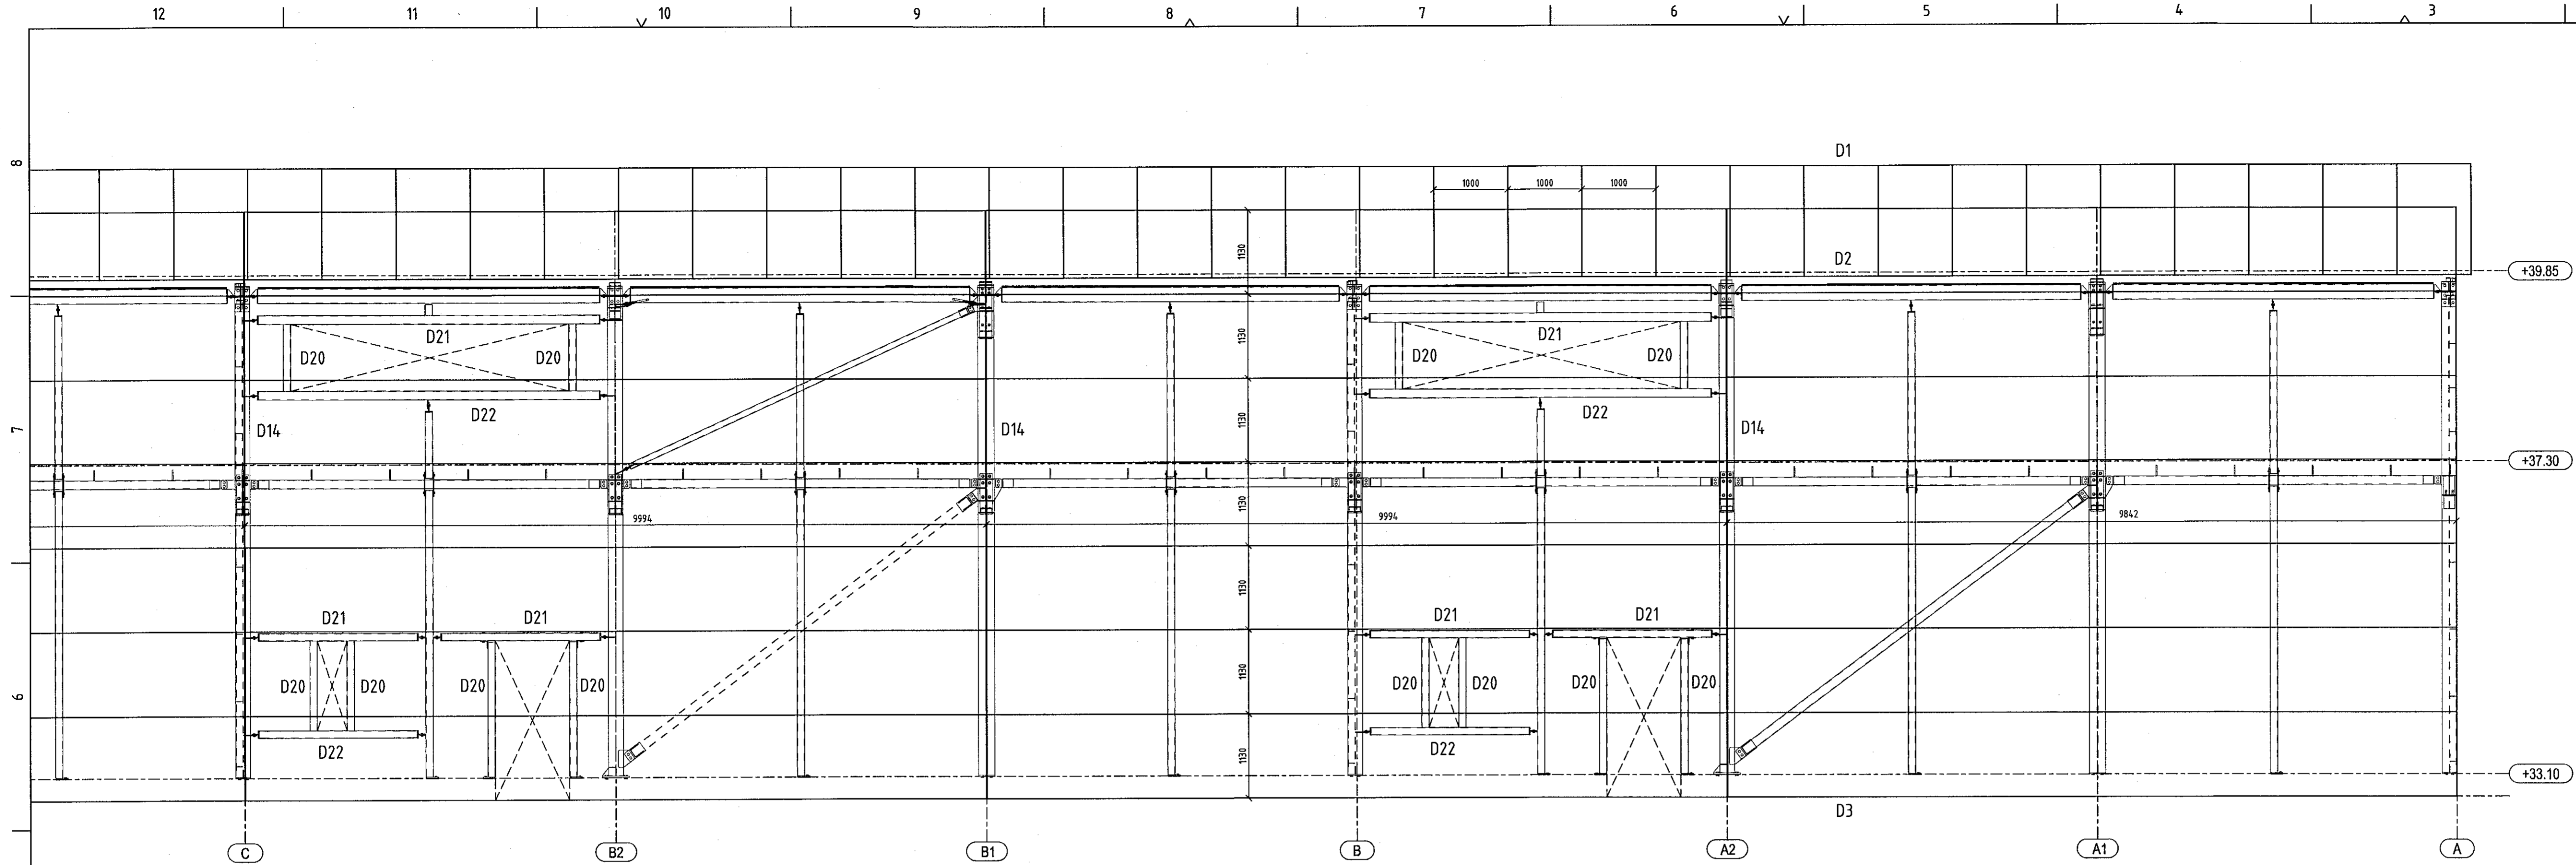 12 11 10 9 8 7 6 5 4 3
8
D1
1000 1000 1000
1130
D2
+39.85
D21 D21
D20 D20 1130 D20 D20
D22 D22
7
D14 D14 1130 D14
+37.30
1130
9994 9994 9842
1130
D21 D21 D21 D21
6
D20 D20 D20 D20 1130 D20 D20 D20 D20
D22 D22
1130
+33.10
D3
C B2 B1 B A2 A1 A